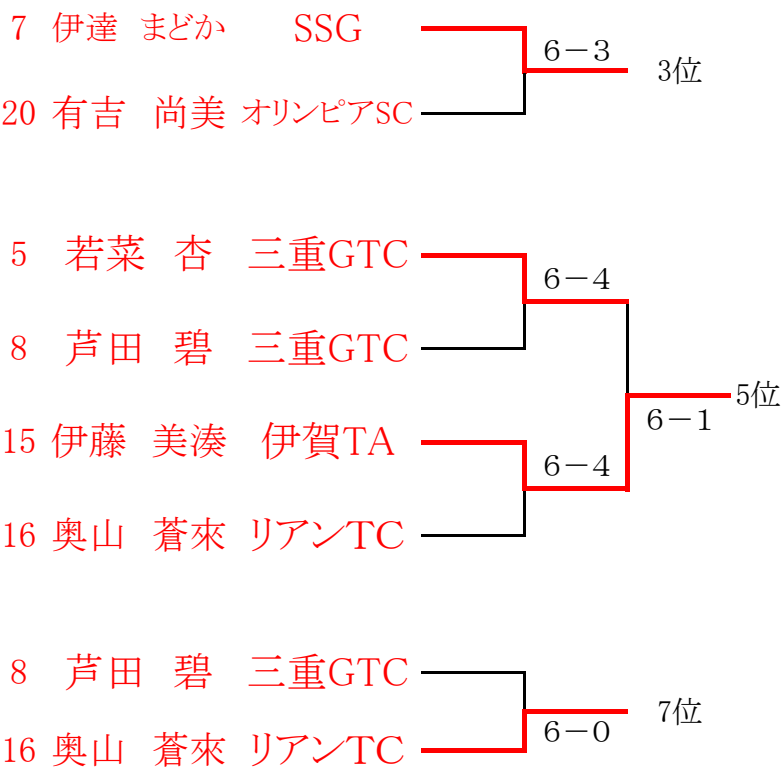 7 伊達 まどか SSG
6－3
3位
20 有吉 尚美 オリンピアSC
5 若菜 杏 三重GTC
6－4
8 芦田 碧 三重GTC
5位
6－1
15 伊藤 美湊 伊賀TA
6－4
16 奥山 蒼來 リアンTC
8 芦田 碧 三重GTC
7位
6－0
16 奥山 蒼來 リアンTC